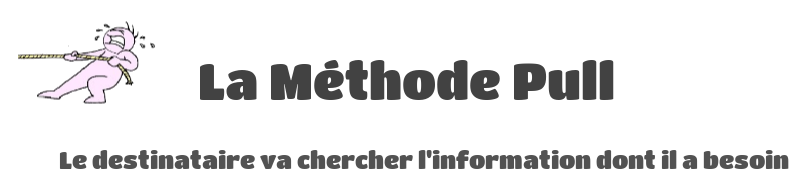 La Méthode Pull
Le destinataire va chercher l'information dont il a besoin